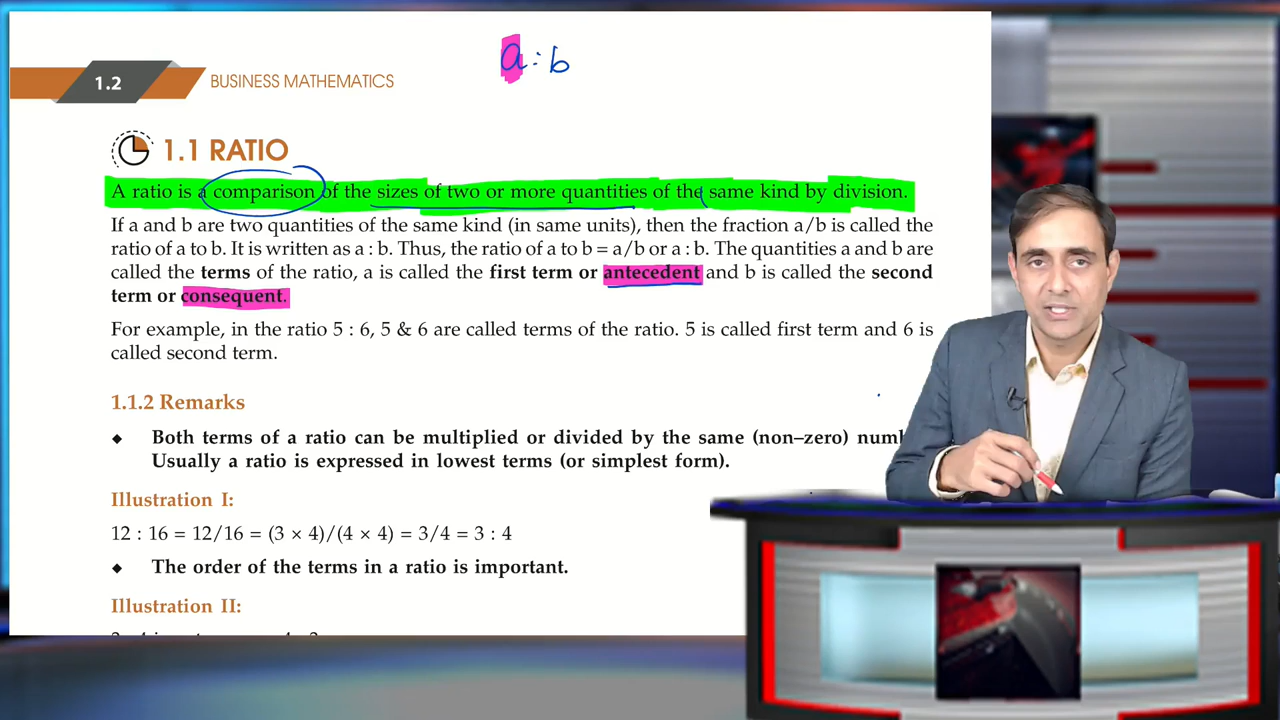 a : b
1.2 BUSINESS MATHEMATICS
1.1 RATIO
A ratio is a comparison of the sizes of two or more quantities of the same kind by division.
If a and b are two quantities of the same kind (in same units), then the fraction a/b is called the
ratio of a to b. It is written as a : b. Thus, the ratio of a to b = a/b or a : b. The quantities a and b are
called the terms of the ratio, a is called the first term or antecedent and b is called the second
term or consequent.
For example, in the ratio 5 : 6, 5 & 6 are called terms of the ratio. 5 is called first term and 6 is
called second term.
1.1.2 Remarks
◆ Both terms of a ratio can be multiplied or divided by the same (non–zero)
Usually a ratio is expressed in lowest terms (or simplest form).
Illustration I:
12 : 16 = 12/16 = (3 × 4)/(4 × 4) = 3/4 = 3 : 4
◆ The order of the terms in a ratio is important.
Illustration II: